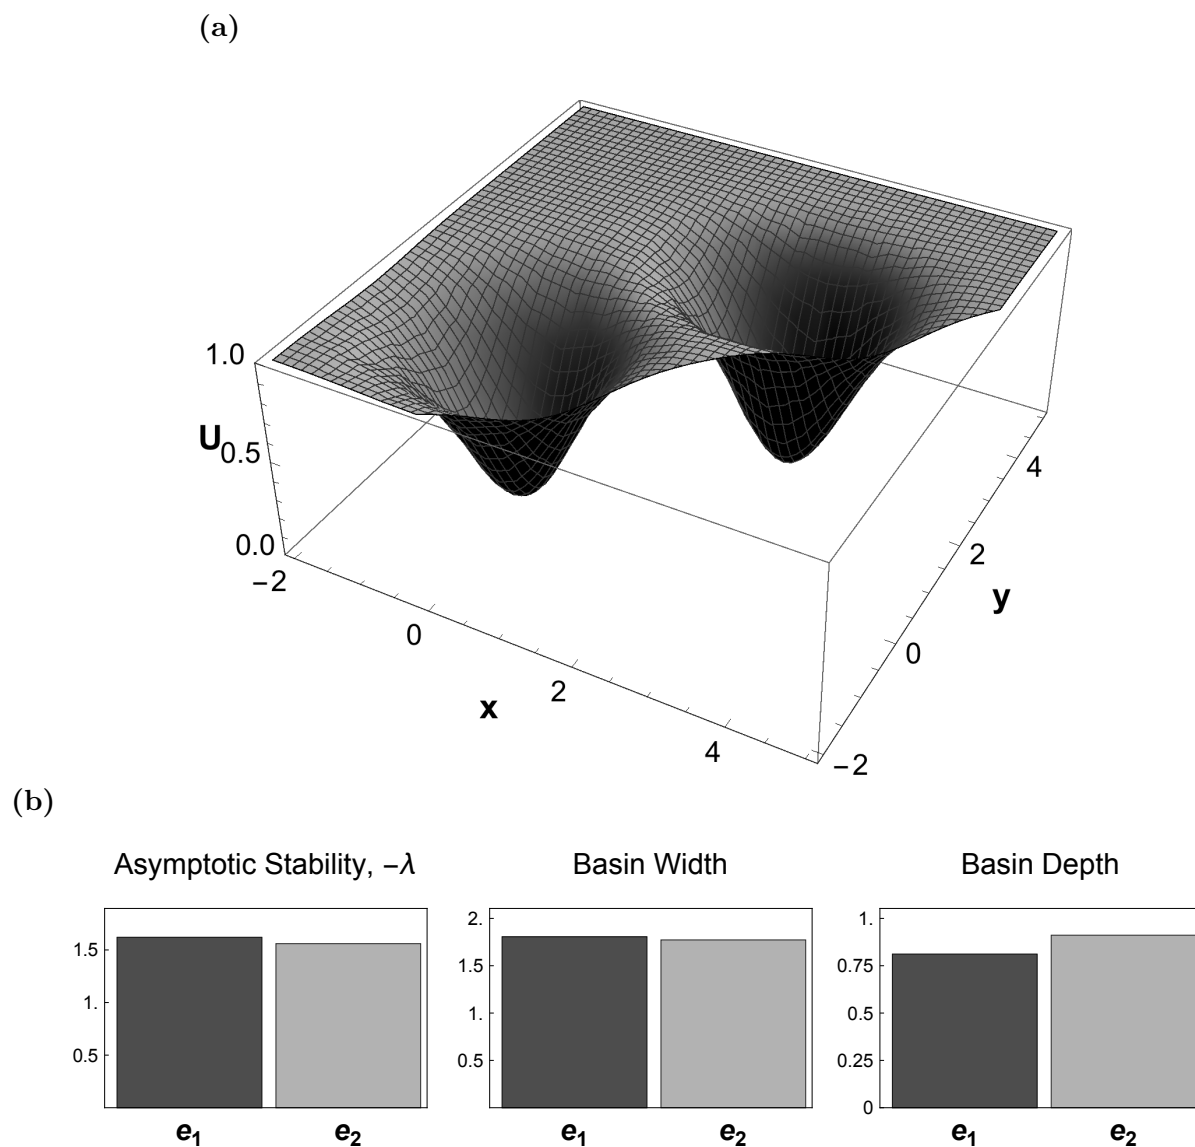 (a)
1.0
U
0.5
0.0
−2
0
2
4
x
−2
0
2
4
y
(b)
Asymptotic Stability, −λ
1.5
1.
0.5
e1
e2
Basin Width
2.
1.5
1.
0.5
e1
e2
Basin Depth
1.
0.75
0.5
0.25
0
e1
e2